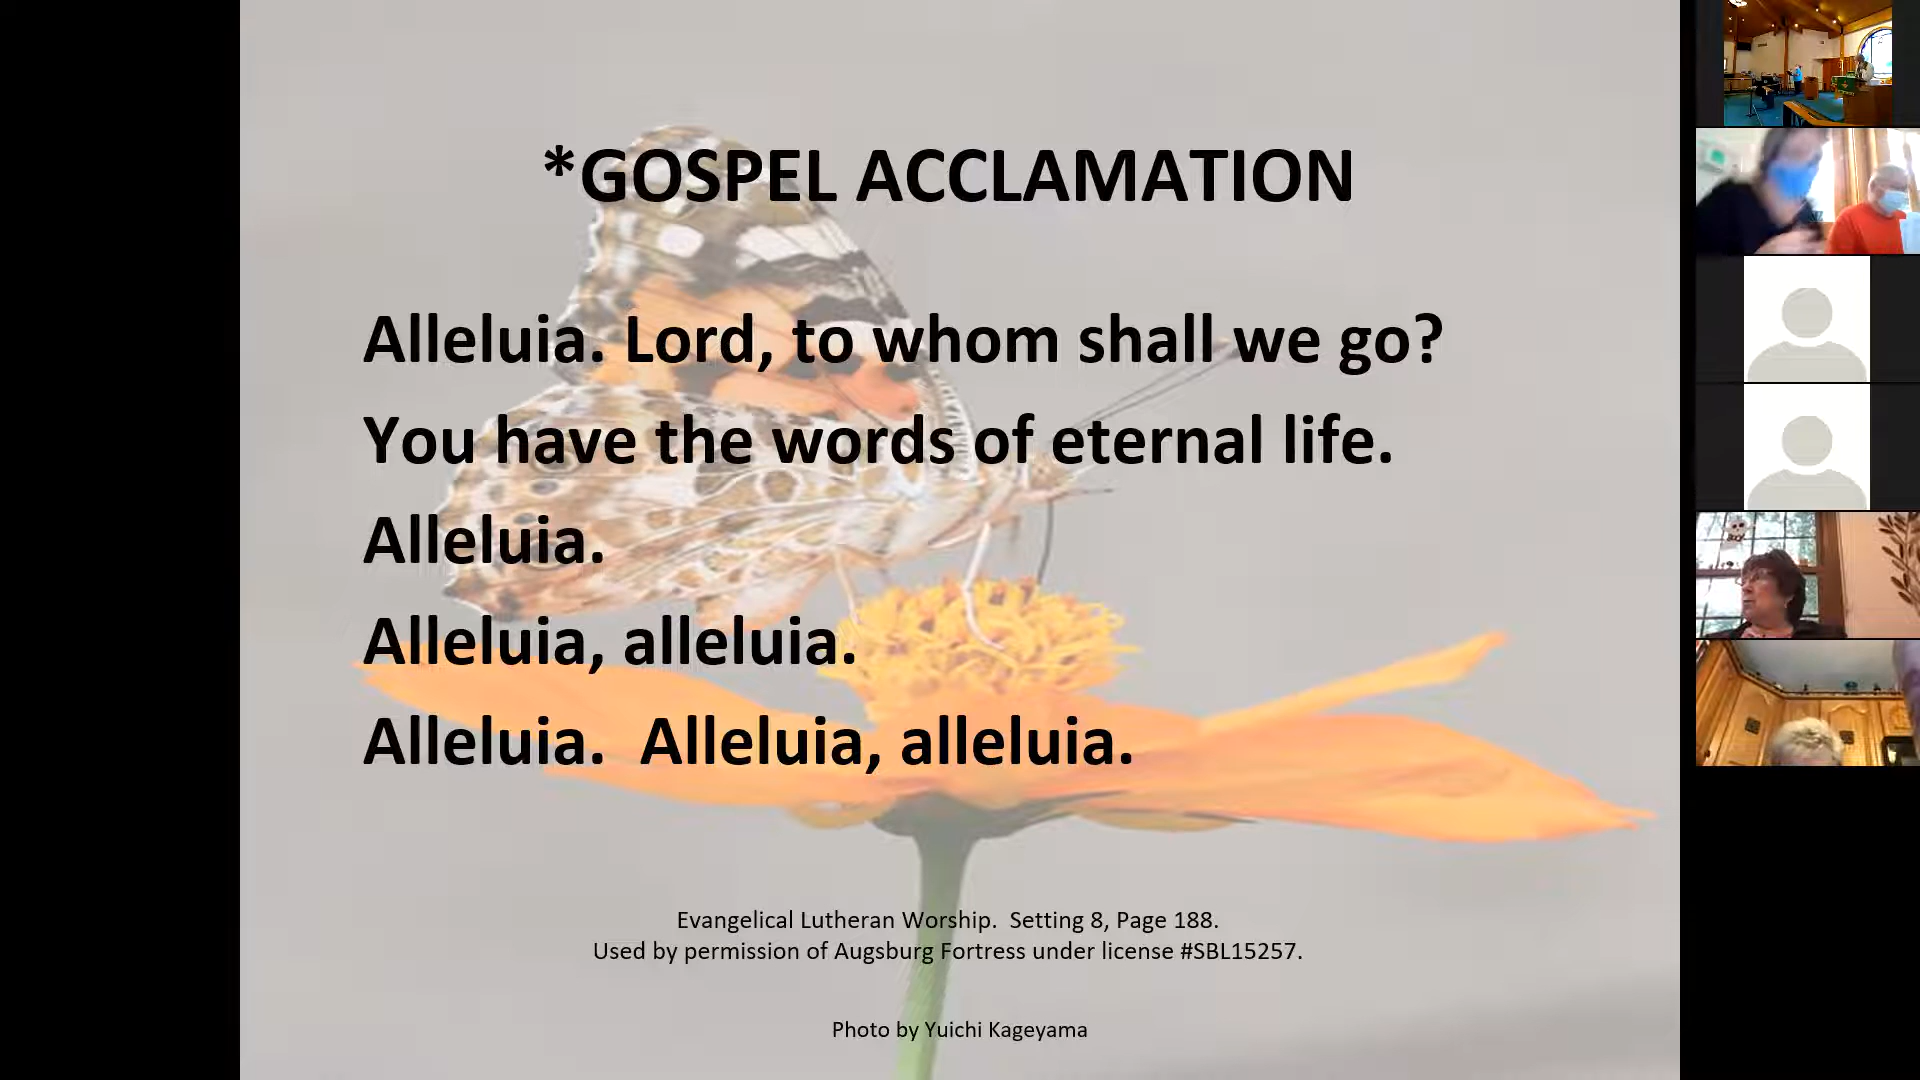 *GOSPEL ACCLAMATION
Alleluia. Lord, to whom shall we go?
You have the words of eternal life.
Alleluia.
Alleluia, alleluia.
Alleluia.  Alleluia, alleluia.
Evangelical Lutheran Worship.  Setting 8, Page 188.
Used by permission of Augsburg Fortress under license #SBL15257.
Photo by Yuichi Kageyama